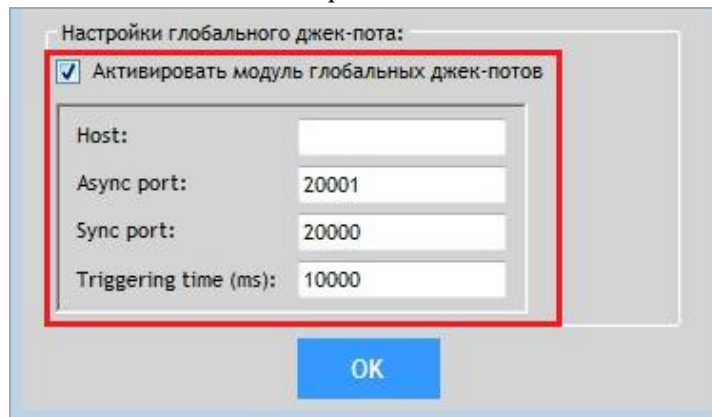 Настройки глобального джек-пота:
Активировать модуль глобальных джек-потов
Host:
Async port: 20001
Sync port: 20000
Triggering time (ms): 10000
OK